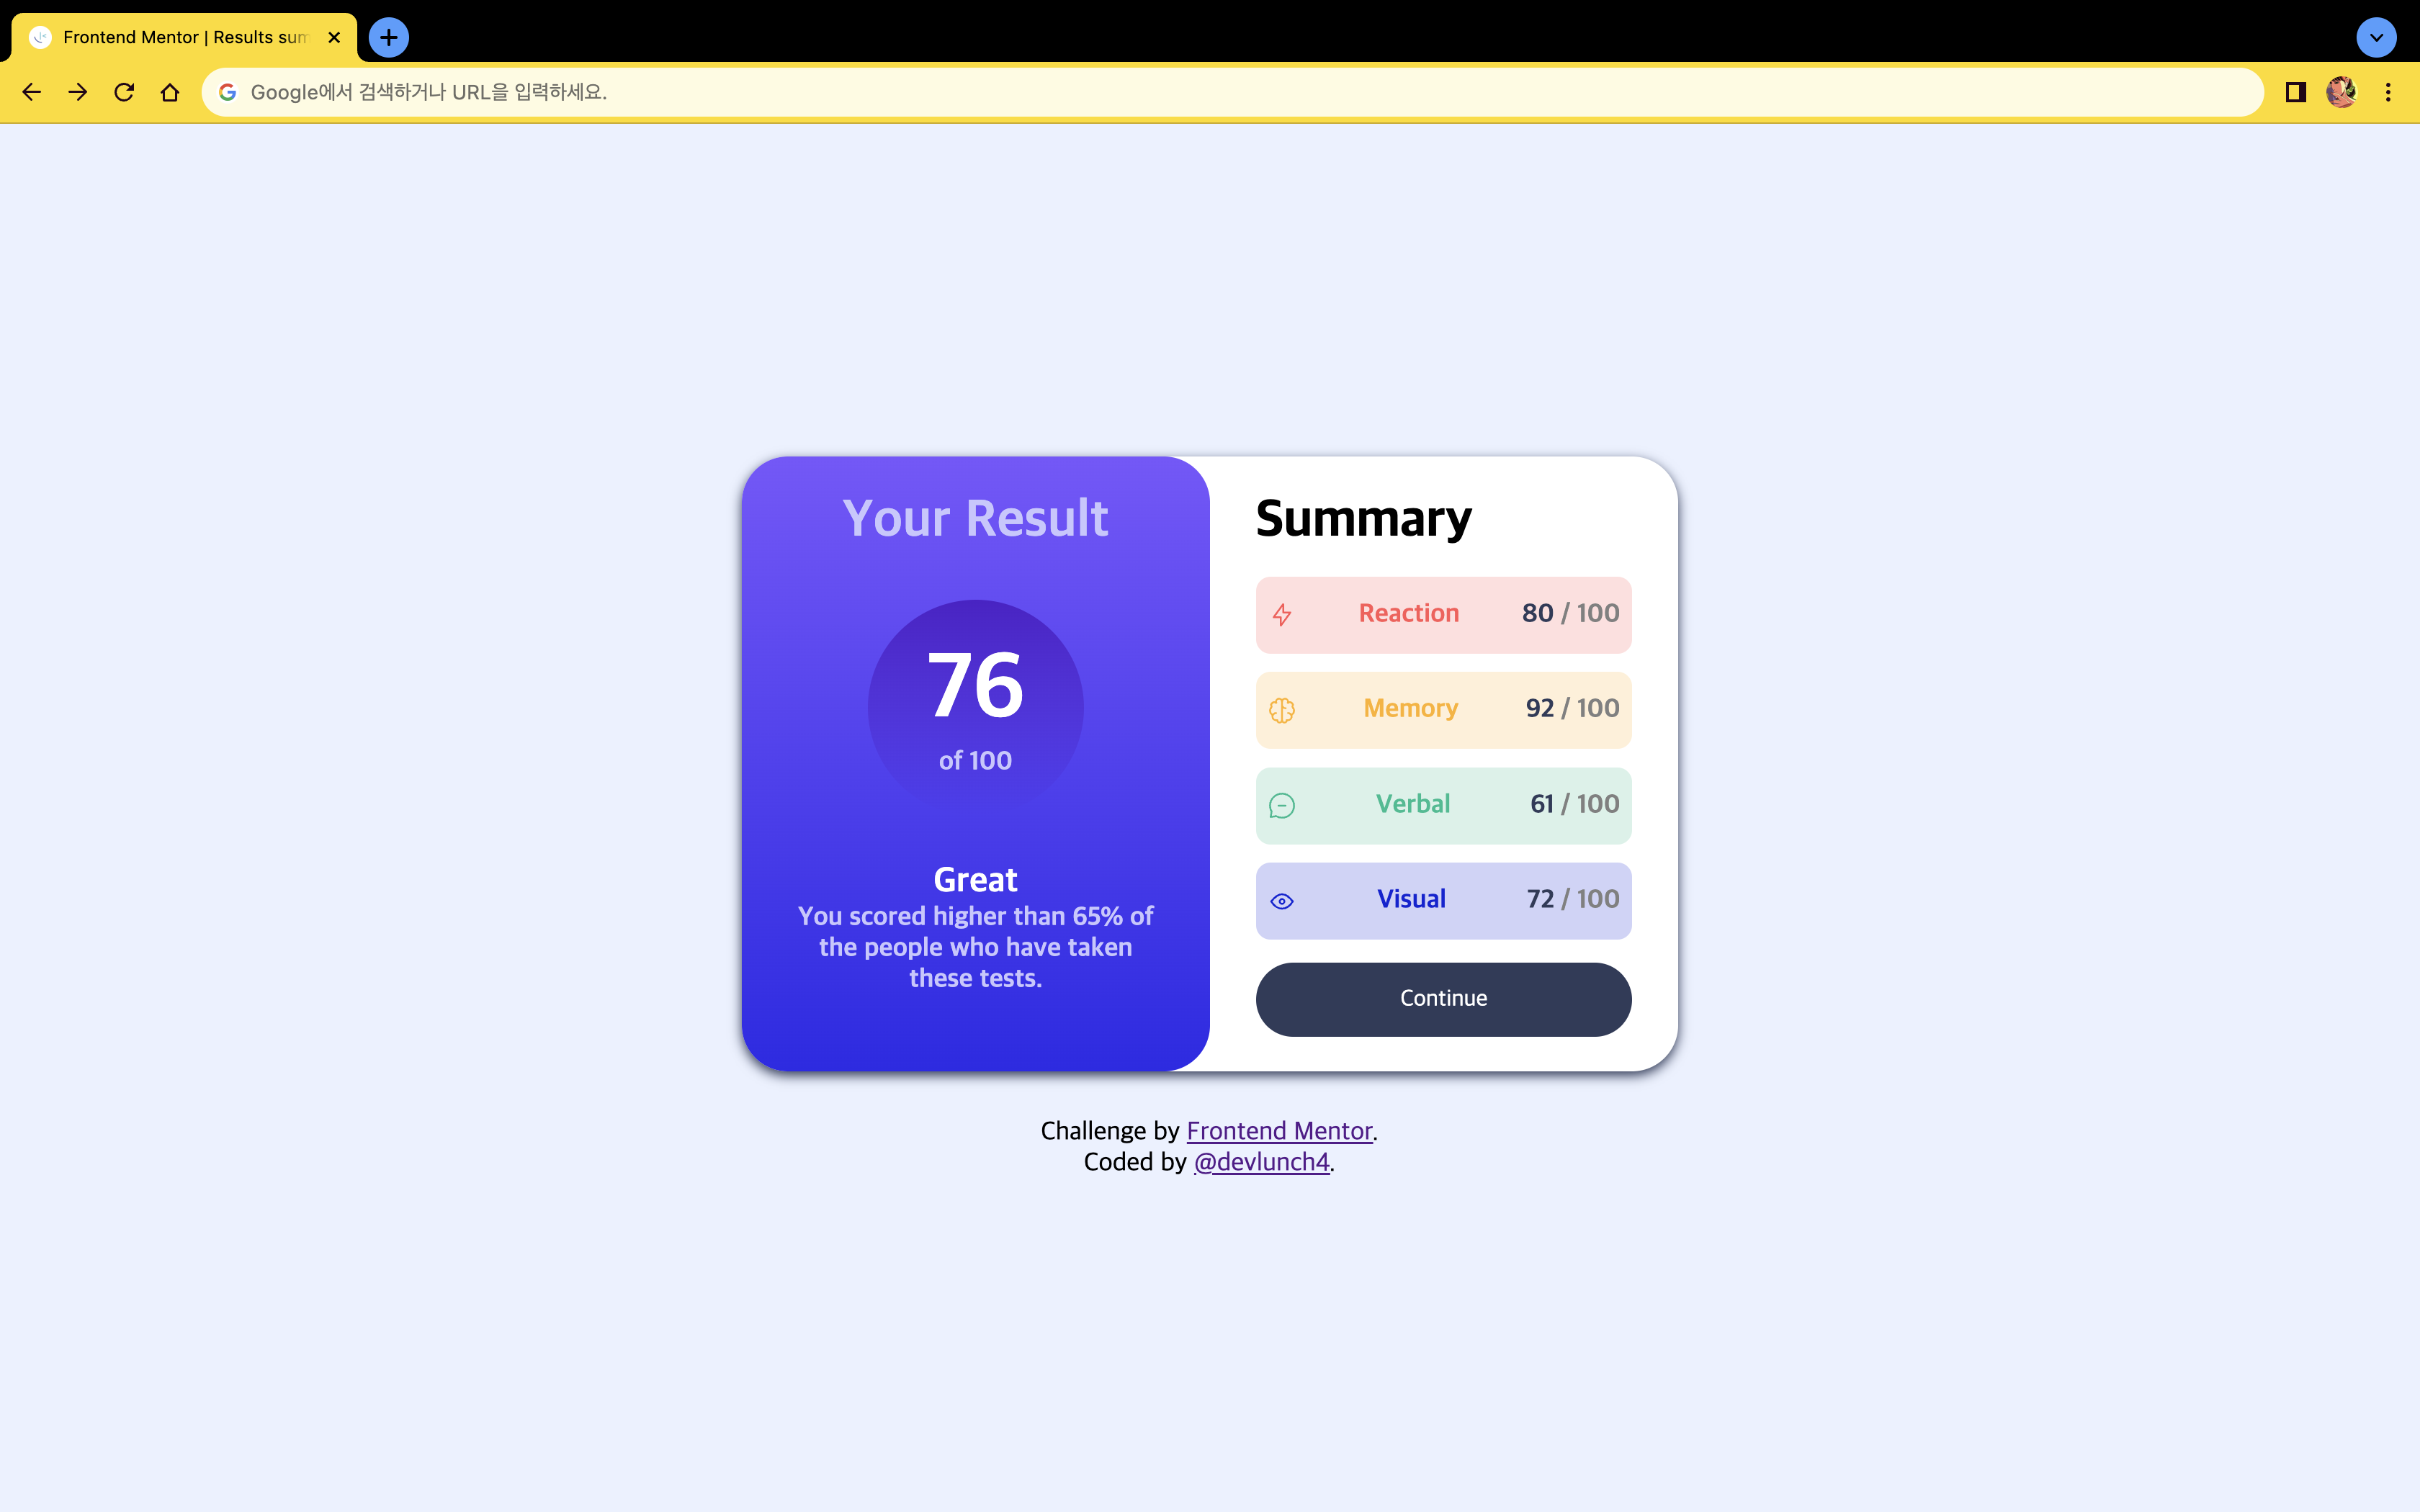 Frontend Mentor | Results sum
Google에서 검색하거나 URL을 입력하세요.
Your Result
76
of 100
Great
You scored higher than 65% of
the people who have taken
these tests.
Summary
Reaction 80 / 100
Memory 92 / 100
Verbal 61 / 100
Visual 72 / 100
Continue
Challenge by Frontend Mentor.
Coded by @devlunch4.